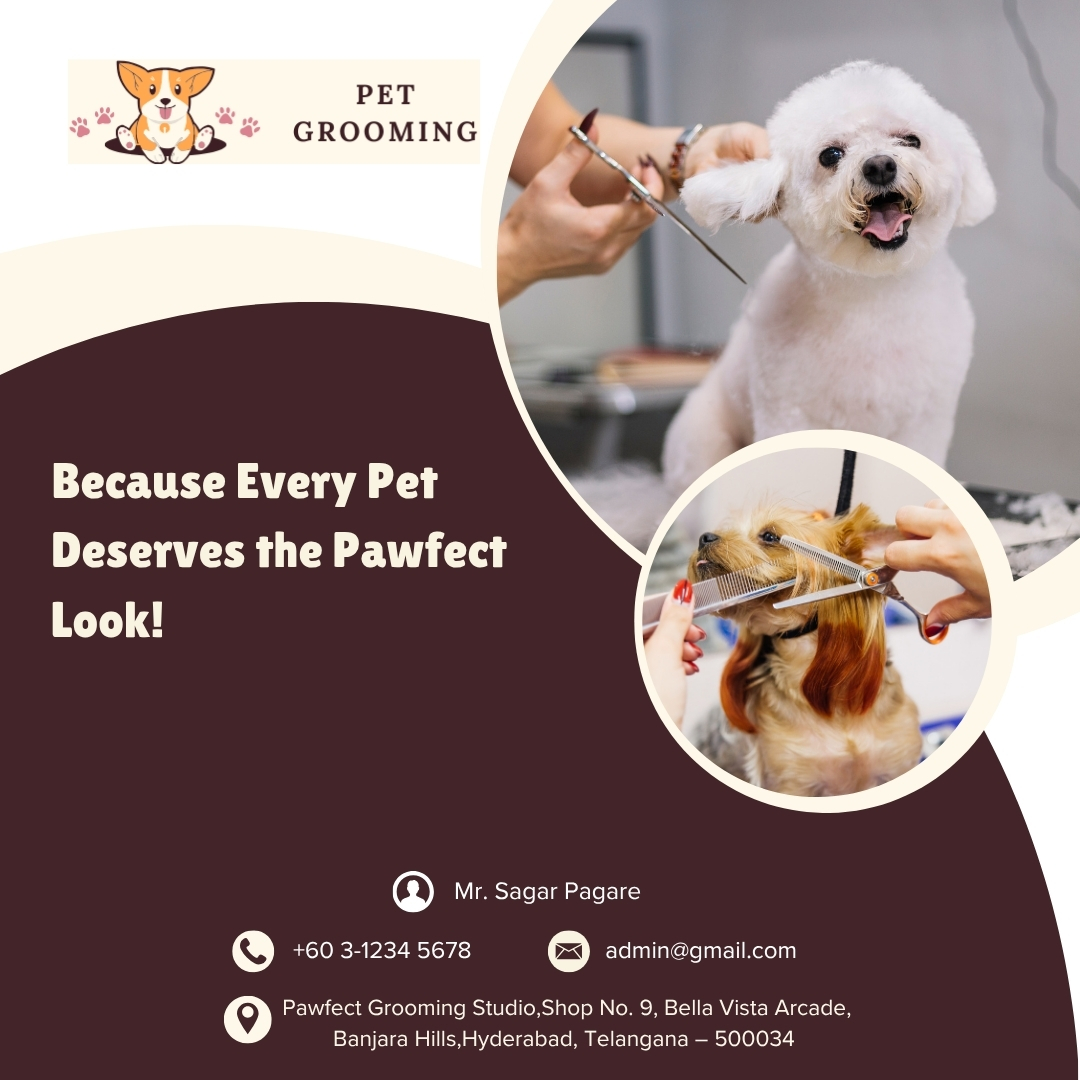 PET
GROOMING
Because Every Pet
Deserves the Pawfect
Look!
Mr. Sagar Pagare
+60 3-1234 5678
admin@gmail.com
Pawfect Grooming Studio,Shop No. 9, Bella Vista Arcade,
Banjara Hills,Hyderabad, Telangana – 500034